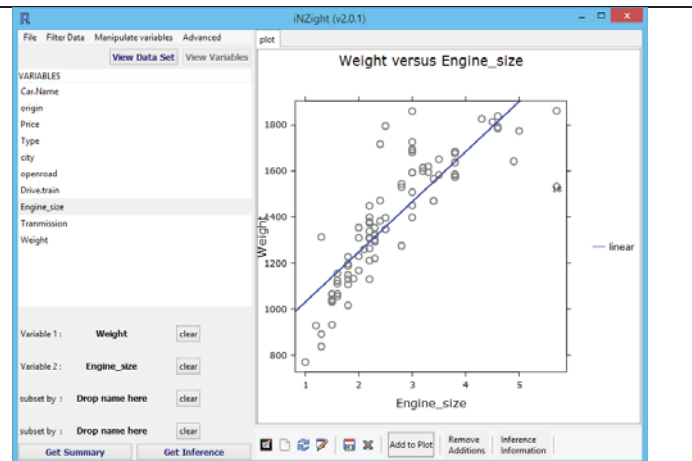 R
iNZight (v2.0.1)
File Filter Data Manipulate variables Advanced
View Data Set View Variables
VARIABLES
Car.Name
origin
Price
Type
city
openroad
Drive.train
Engine_size
Tranmission
Weight
Variable 1 : Weight clear
Variable 2 : Engine_size clear
subset by : Drop name here clear
subset by : Drop name here clear
Get Summary Get Inference
plot
Weight versus Engine_size
1800
1600
1400
1200
1000
800
Weight
16
linear
1 2 3 4 5
Engine_size
Add to Plot
Remove Additions
Inference Information